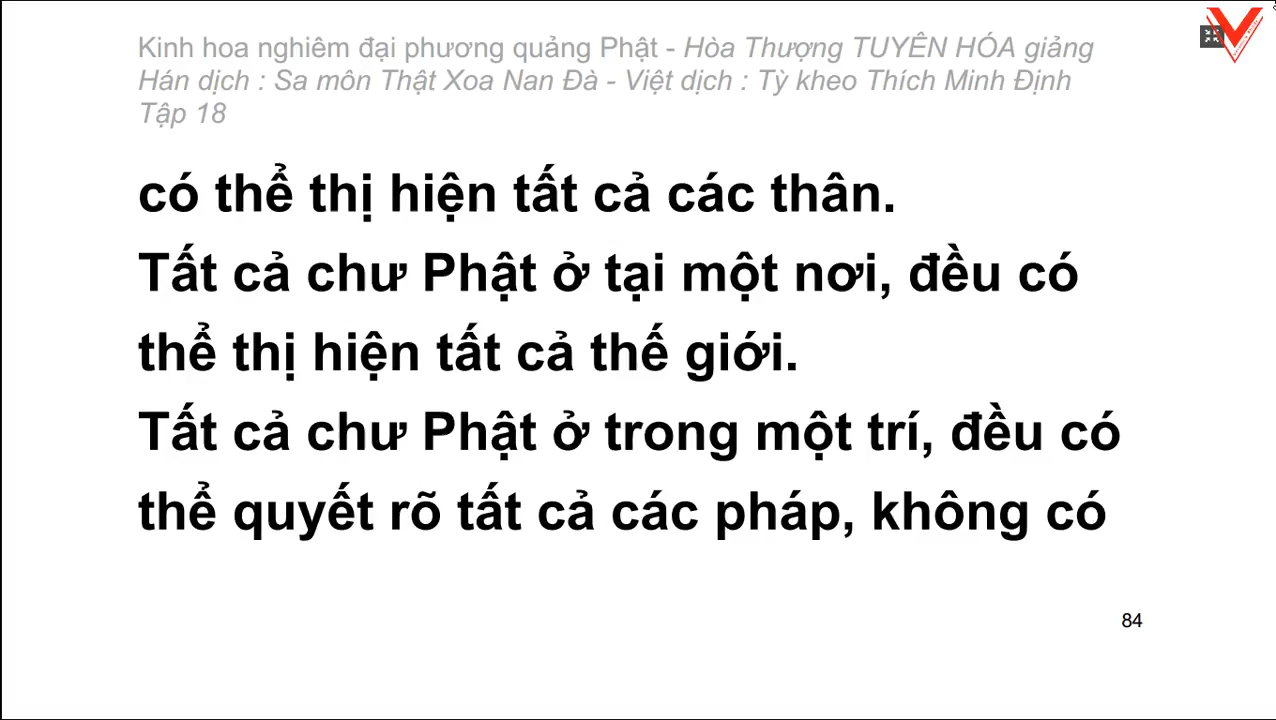 Kinh hoa nghiêm đại phương quảng Phật - Hòa Thượng TUYÊN HÓA giảng
Hán dịch : Sa môn Thật Xoa Nan Đà - Việt dịch : Tỳ kheo Thích Minh Định
Tập 18
có thể thị hiện tất cả các thân.
Tất cả chư Phật ở tại một nơi, đều có
thể thị hiện tất cả thế giới.
Tất cả chư Phật ở trong một trí, đều có
thể quyết rõ tất cả các pháp, không có
84